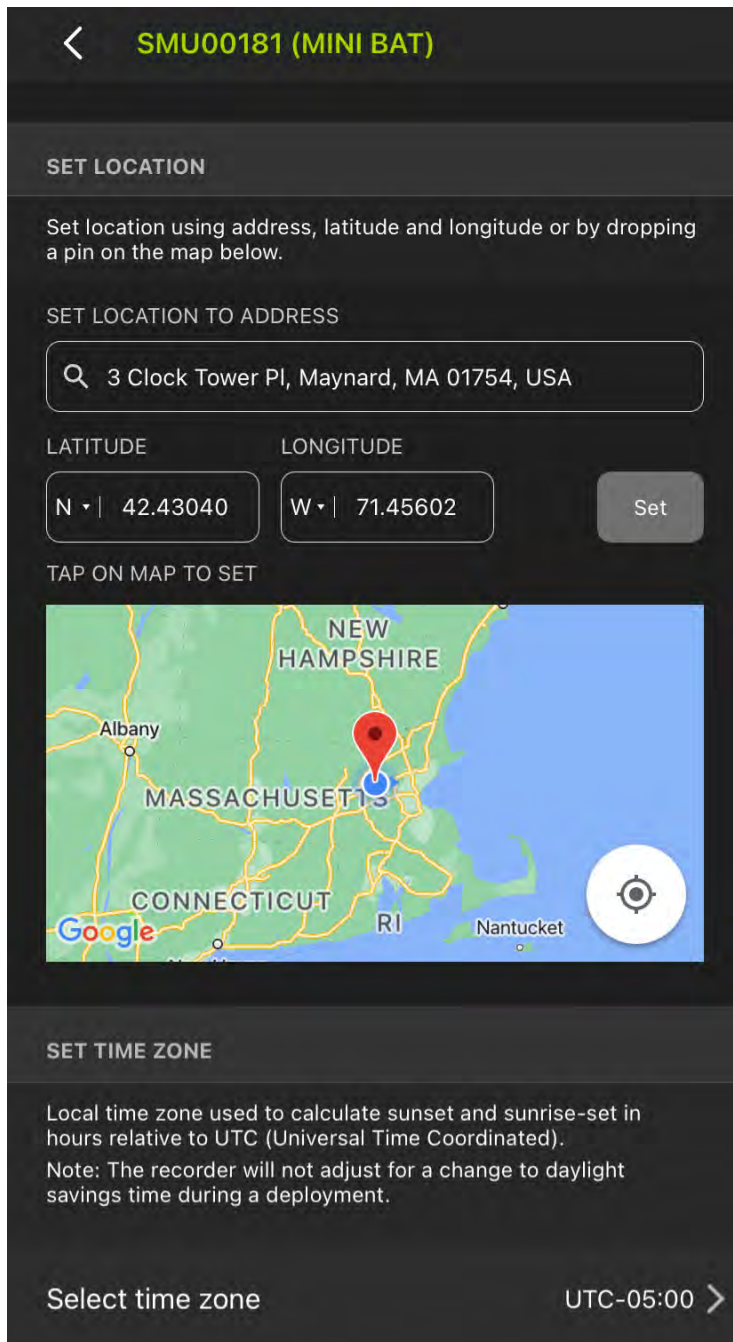 SMU00181 (MINI BAT)
SET LOCATION
Set location using address, latitude and longitude or by dropping
a pin on the map below.
SET LOCATION TO ADDRESS
3 Clock Tower Pl, Maynard, MA 01754, USA
LATITUDE LONGITUDE
N 42.43040 W 71.45602 Set
TAP ON MAP TO SET
NEW
HAMPSHIRE
Albany
MASSACHUSETTS
CONNECTICUT
RI
Nantucket
Google
SET TIME ZONE
Local time zone used to calculate sunset and sunrise-set in
hours relative to UTC (Universal Time Coordinated).
Note: The recorder will not adjust for a change to daylight
savings time during a deployment.
Select time zone UTC-05:00